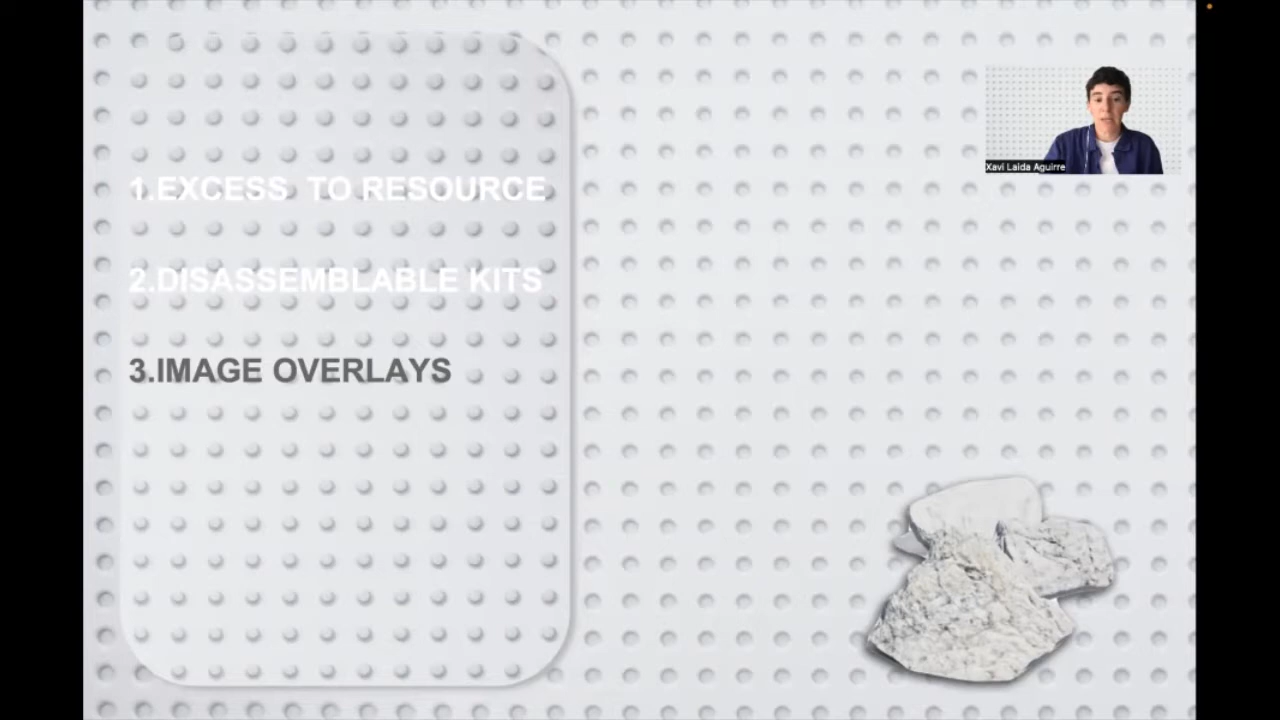 1.EXCESS TO RESOURCE
2.DISASSEMBLABLE KITS
3.IMAGE OVERLAYS
Xavi Laida Aguirre